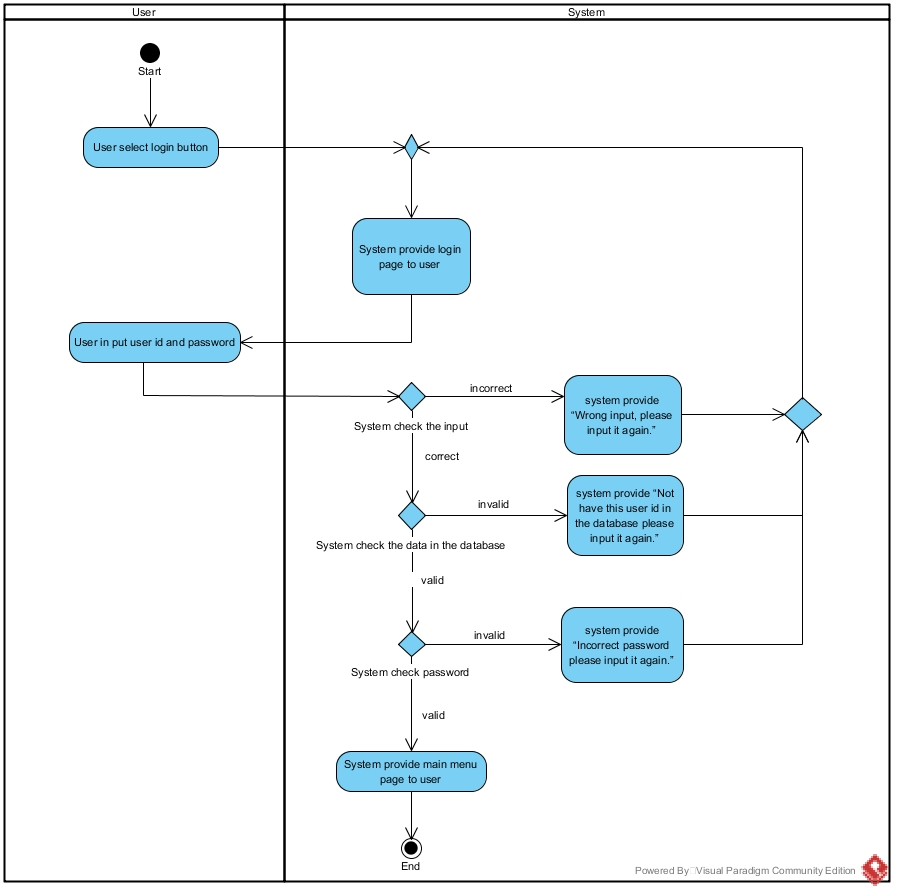 User
System
Start
User select login button
System provide login
page to user
User in put user id and password
incorrect
system provide
“Wrong input, please
input it again.”
System check the input
correct
invalid
system provide “Not
have this user id in
the database please
input it again.”
System check the data in the database
valid
invalid
system provide
“Incorrect password
please input it again.”
System check password
valid
System provide main menu
page to user
End
Powered By Visual Paradigm Community Edition